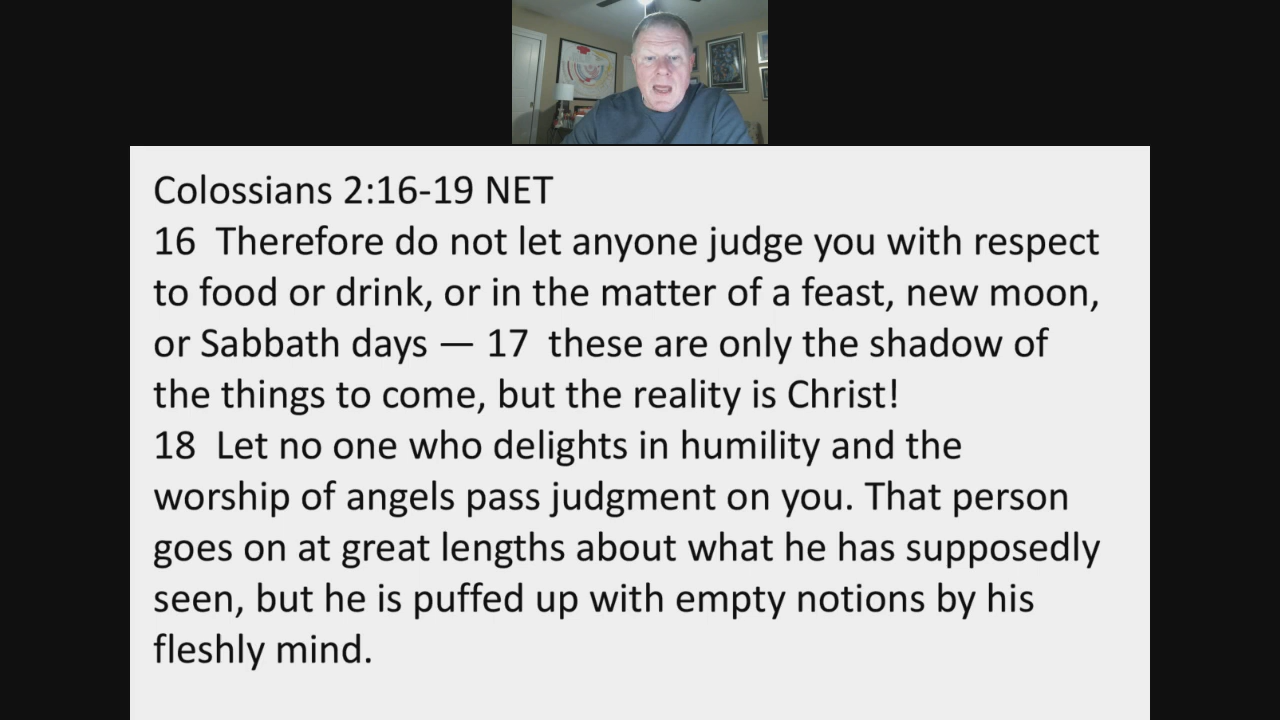 Colossians 2:16-19 NET
16  Therefore do not let anyone judge you with respect
to food or drink, or in the matter of a feast, new moon,
or Sabbath days — 17  these are only the shadow of
the things to come, but the reality is Christ!
18  Let no one who delights in humility and the
worship of angels pass judgment on you. That person
goes on at great lengths about what he has supposedly
seen, but he is puffed up with empty notions by his
fleshly mind.